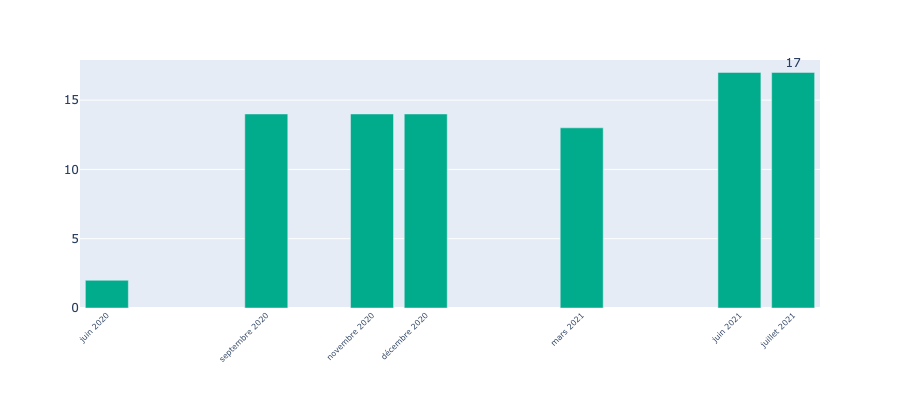 17
15
10
5
0
juin 2020
septembre 2020
novembre 2020
décembre 2020
mars 2021
juin 2021
juillet 2021